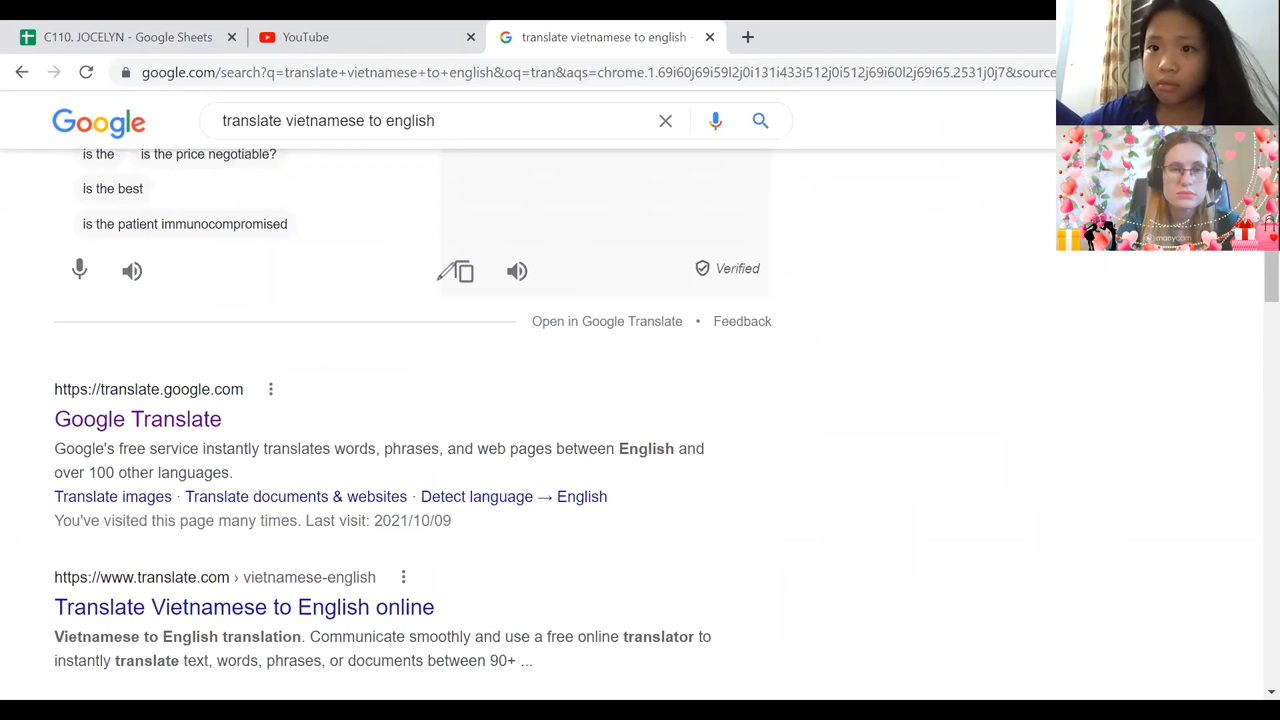 C110. JOCELYN - Google Sheets
YouTube
translate vietnamese to english -
google.com/search?q=translate+vietnamese+to+english&oq=tran&aqs=chrome.1.69i60j69i59l2j0i131i433i512j0i512j69i60l2j69i65.2531j0j7&source
Google
translate vietnamese to english
is the
is the price negotiable?
is the best
is the patient immunocompromised
Verified
Open in Google Translate • Feedback
https://translate.google.com
Google Translate
Google's free service instantly translates words, phrases, and web pages between English and
over 100 other languages.
Translate images · Translate documents & websites · Detect language → English
You've visited this page many times. Last visit: 2021/10/09
https://www.translate.com › vietnamese-english
Translate Vietnamese to English online
Vietnamese to English translation. Communicate smoothly and use a free online translator to
instantly translate text, words, phrases, or documents between 90+ ...
manycam